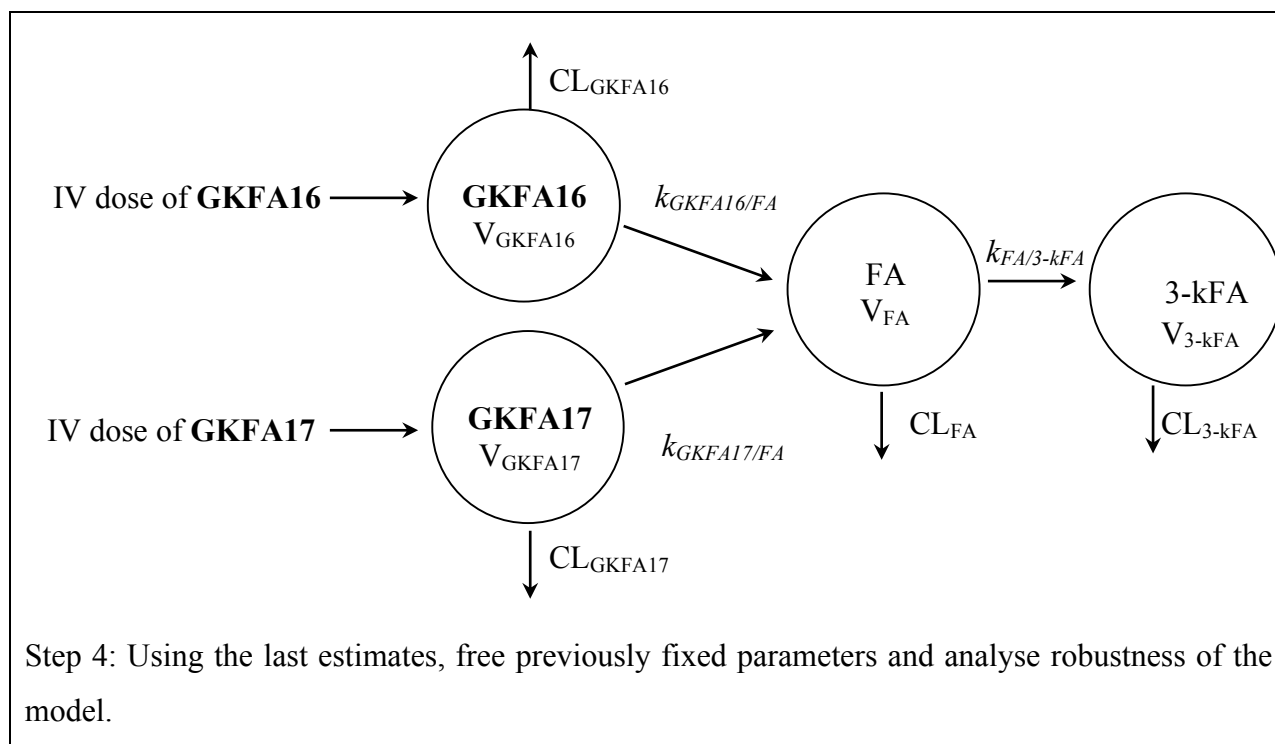 CL_GKFA16
IV dose of GKFA16
GKFA16
V_GKFA16
k_GKFA16/FA
FA
V_FA
k_FA/3-kFA
3-kFA
V_3-kFA
IV dose of GKFA17
GKFA17
V_GKFA17
k_GKFA17/FA
CL_FA
CL_3-kFA
CL_GKFA17
Step 4: Using the last estimates, free previously fixed parameters and analyse robustness of the
model.